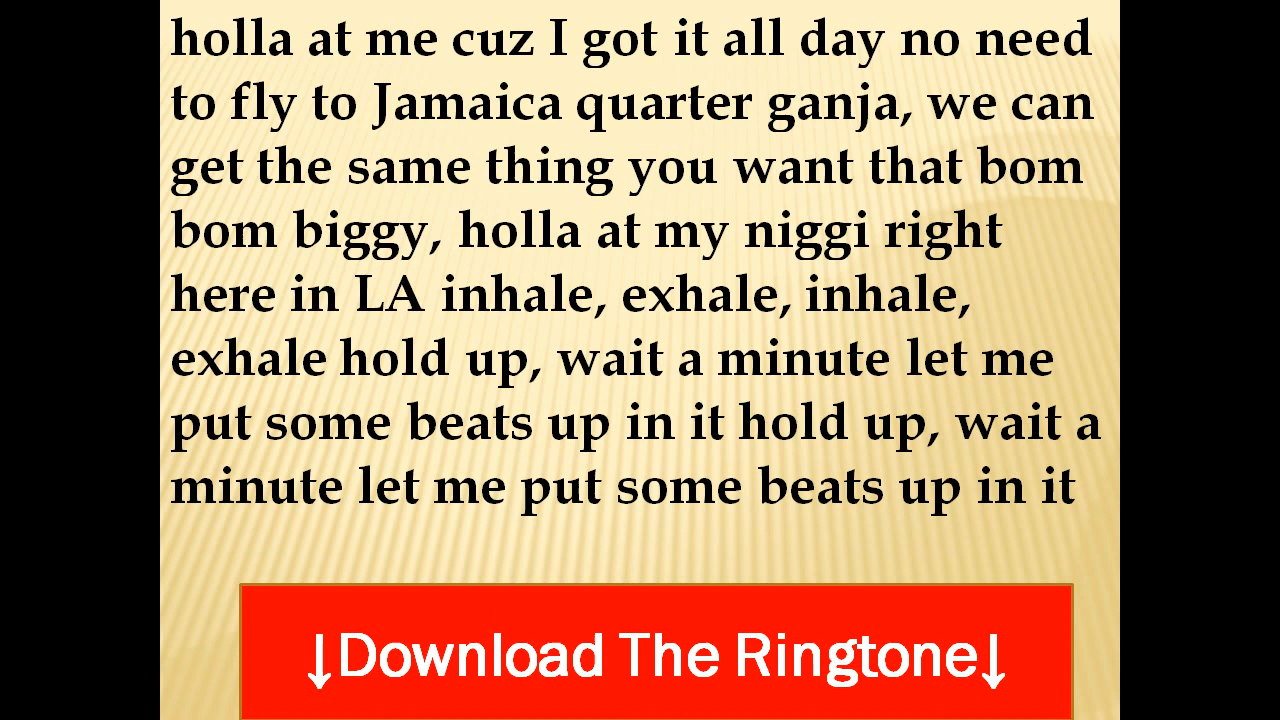 holla at me cuz I got it all day no need
to fly to Jamaica quarter ganja, we can
get the same thing you want that bom
bom biggy, holla at my niggi right
here in LA inhale, exhale, inhale,
exhale hold up, wait a minute let me
put some beats up in it hold up, wait a
minute let me put some beats up in it
↓Download The Ringtone↓